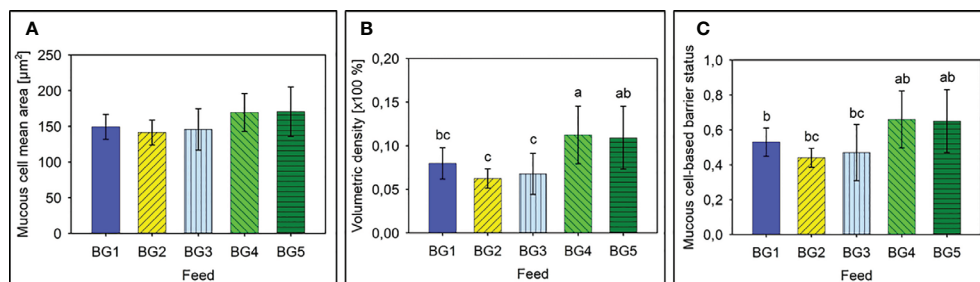 A
Mucous cell mean area [µm²]
250
200
150
100
50
0
BG1 BG2 BG3 BG4 BG5
Feed
B
Volumetric density [x100 %]
0,20
0,15
0,10
0,05
0,00
bc
c
c
a
ab
BG1 BG2 BG3 BG4 BG5
Feed
C
Mucous cell-based barrier status
1,0
0,8
0,6
0,4
0,2
0,0
b
bc
bc
ab
ab
BG1 BG2 BG3 BG4 BG5
Feed